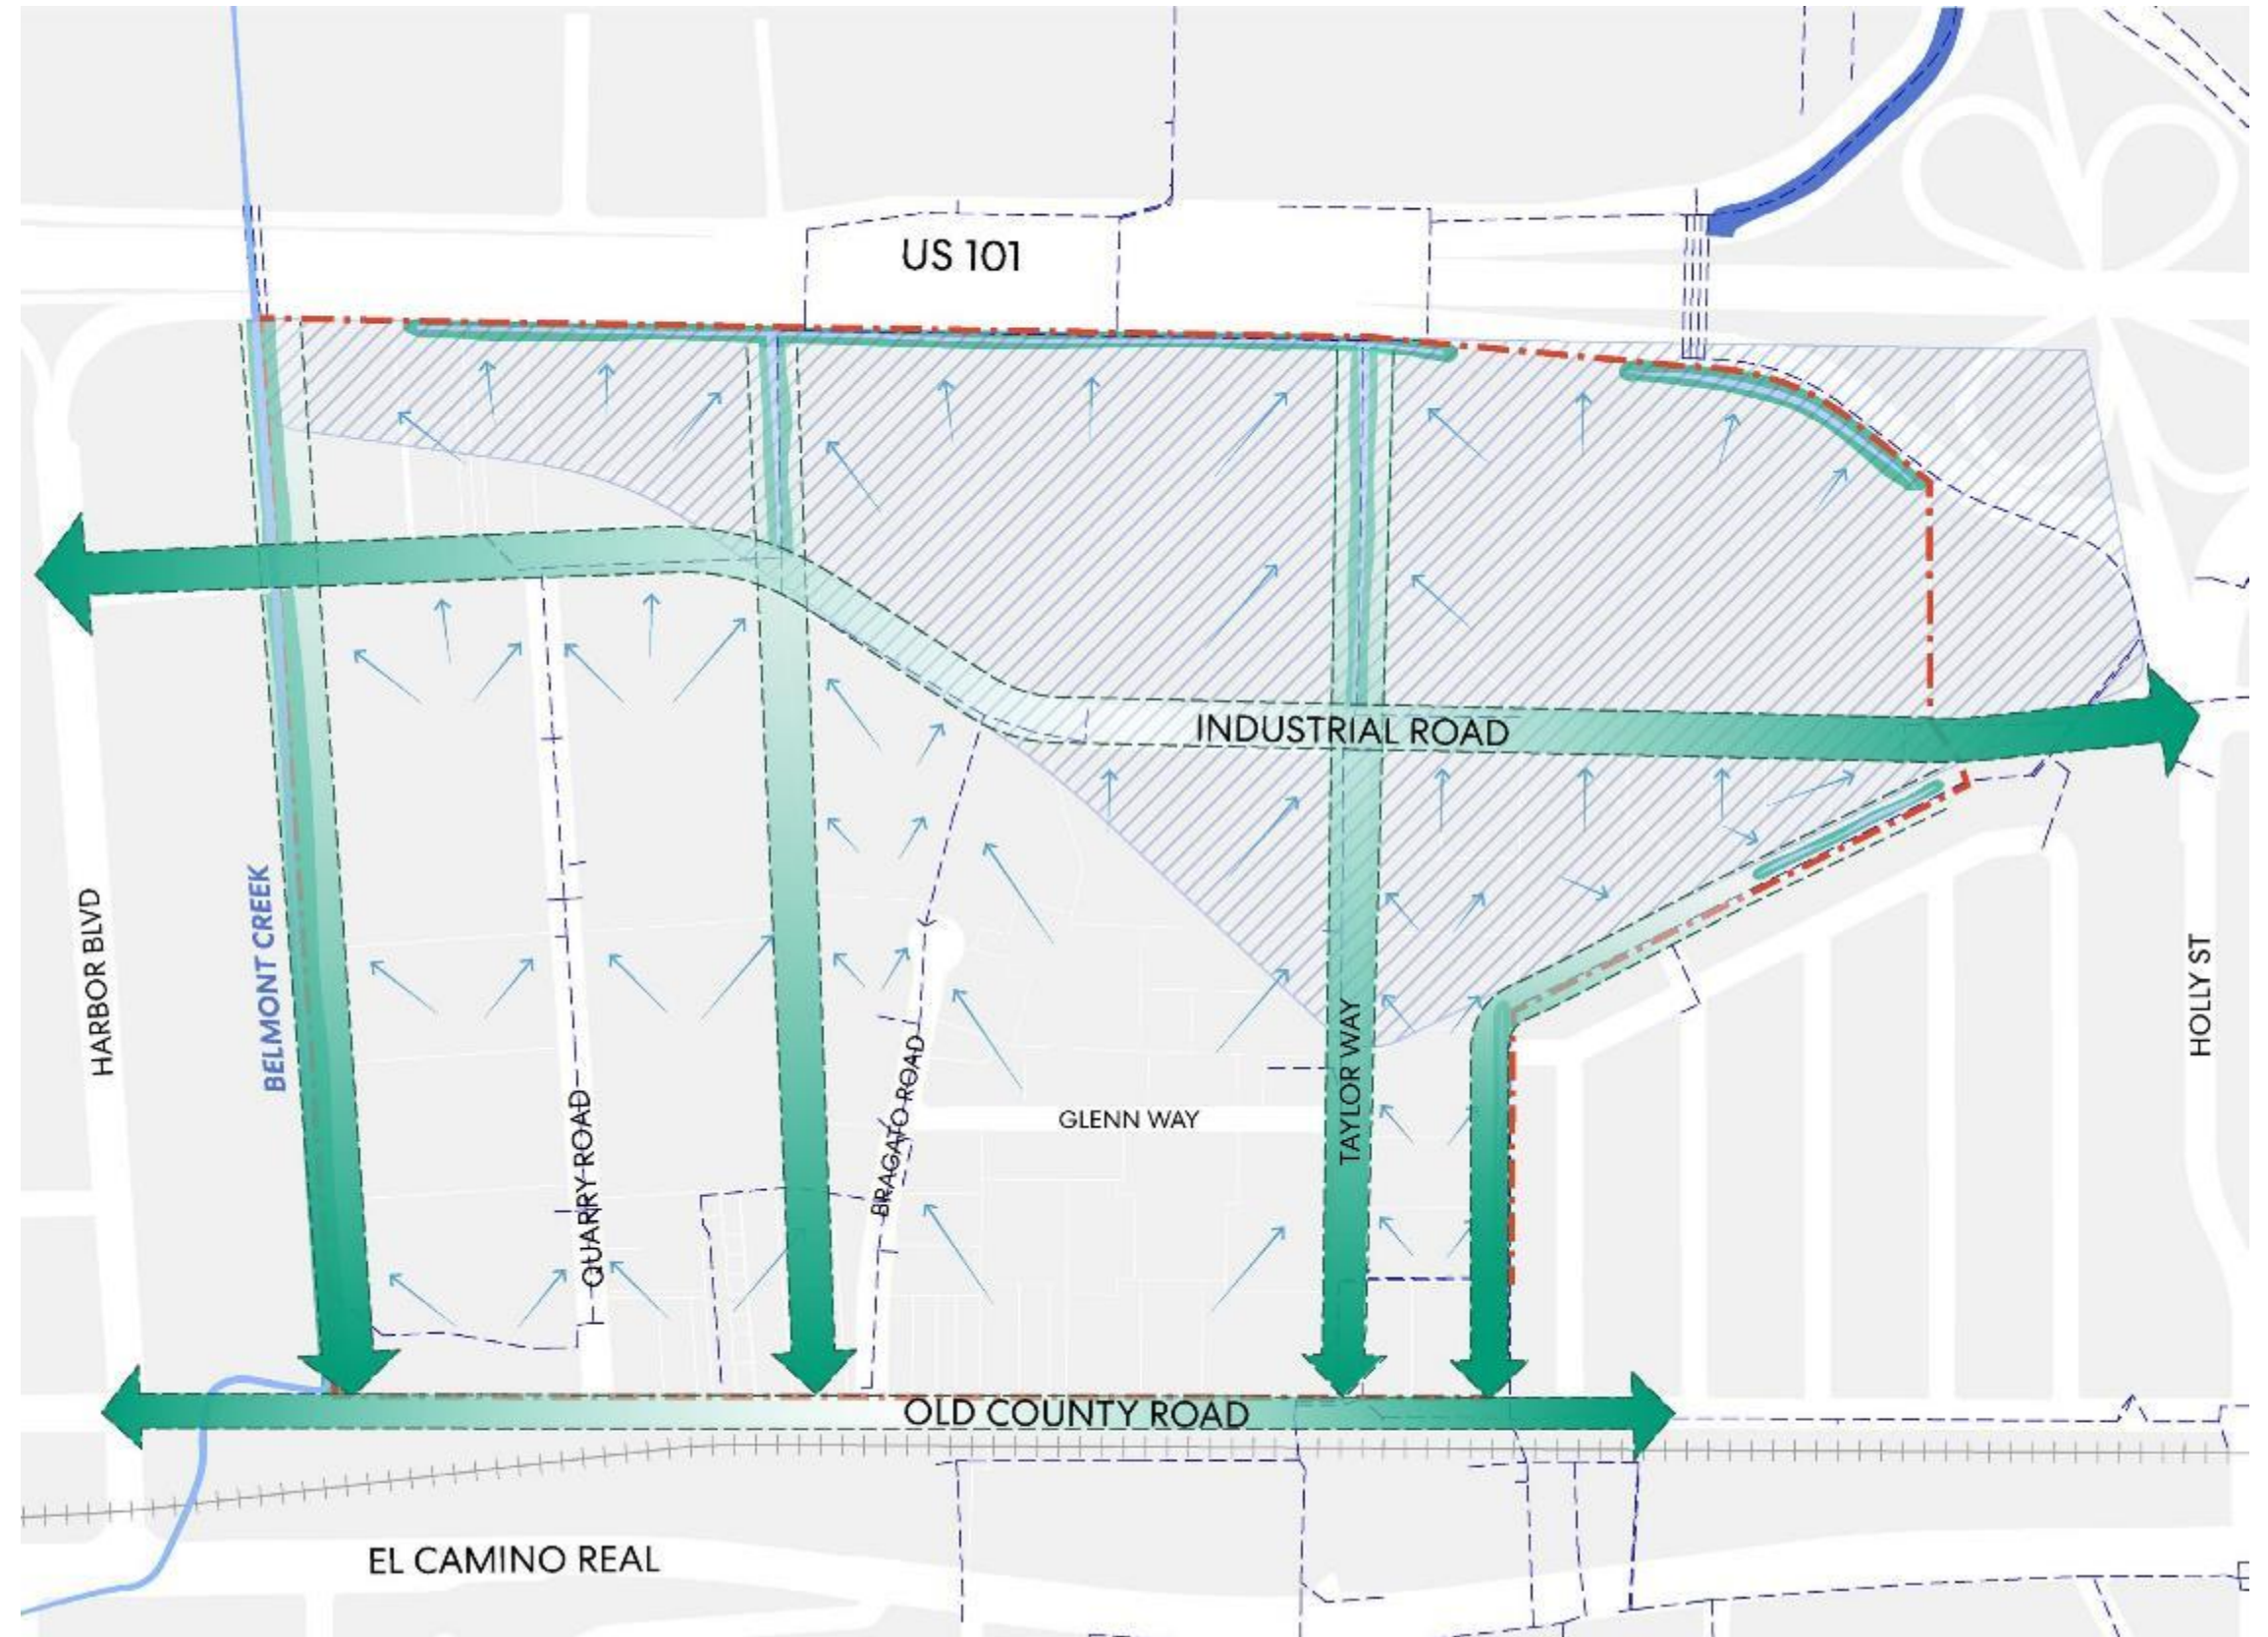 US 101
INDUSTRIAL ROAD
HARBOR BLVD
BELMONT CREEK
HOLLY ST
QUARRY ROAD
BRAGATO ROAD
TAYLOR WAY
GLENN WAY
OLD COUNTY ROAD
EL CAMINO REAL